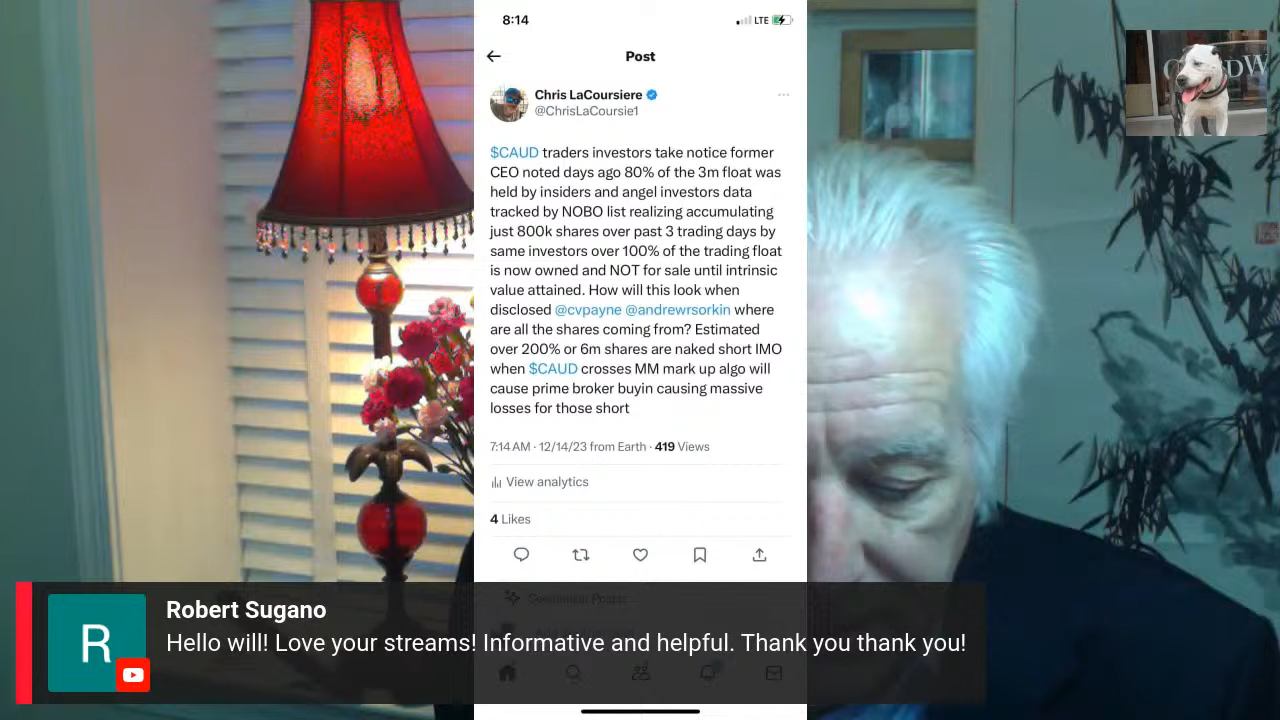 8:14
LTE
Post
Chris LaCoursiere
@ChrisLaCoursie1
$CAUD traders investors take notice former
CEO noted days ago 80% of the 3m float was
held by insiders and angel investors data
tracked by NOBO list realizing accumulating
just 800k shares over past 3 trading days by
same investors over 100% of the trading float
is now owned and NOT for sale until intrinsic
value attained. How will this look when
disclosed @cvpayne @andrewrsorkin where
are all the shares coming from? Estimated
over 200% or 6m shares are naked short IMO
when $CAUD crosses MM mark up algo will
cause prime broker buyin causing massive
losses for those short
7:14 AM · 12/14/23 from Earth · 419 Views
View analytics
4 Likes
R
Robert Sugano
Hello will! Love your streams! Informative and helpful. Thank you thank you!